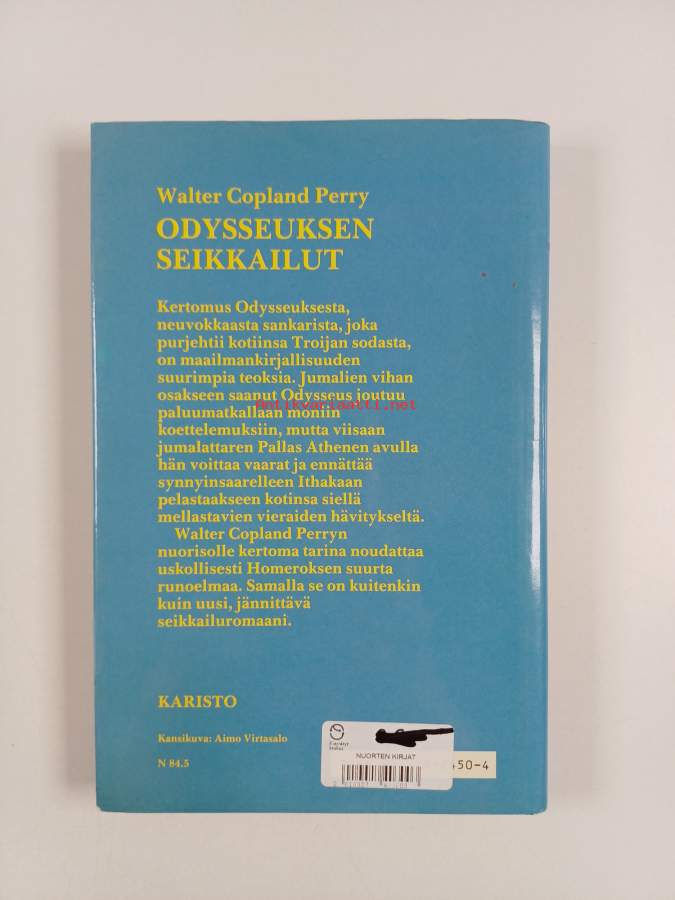 Walter Copland Perry
ODYSSEUKSEN
SEIKKAILUT
Kertomus Odysseuksesta,
neuvokkaasta sankarista, joka
purjehtii kotiinsa Troijan sodasta,
on maailmankirjallisuuden
suurimpia teoksia. Jumalien vihan
osakseen saanut Odysseus joutuu
Antikvariaatti.net
paluumatkallaan moniin
koettelemuksiin, mutta viisaan
jumalattaren Pallas Athenen avulla
hän voittaa vaarat ja ennättää
synnyinsaarelleen Ithakaan
pelastaakseen kotinsa siellä
mellastavien vieraiden hävitykseltä.
Walter Copland Perryn
nuorisolle kertoma tarina noudattaa
uskollisesti Homeroksen suurta
runoelmaa. Samalla se on kuitenkin
kuin uusi, jännittävä
seikkailuromaani.
KARISTO
Kansikuva: Aimo Virtasalo
N 84.5
NUORTEN KIRJAT
450-4